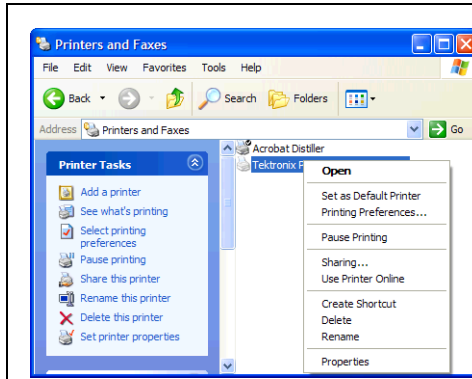 Printers and Faxes
File Edit View Favorites Tools Help
Back Search Folders
Address Printers and Faxes Go
Printer Tasks
Add a printer
See what's printing
Select printing
preferences
Pause printing
Share this printer
Rename this printer
Delete this printer
Set printer properties
Acrobat Distiller
Tektronix
Open
Set as Default Printer
Printing Preferences...
Pause Printing
Sharing...
Use Printer Online
Create Shortcut
Delete
Rename
Properties